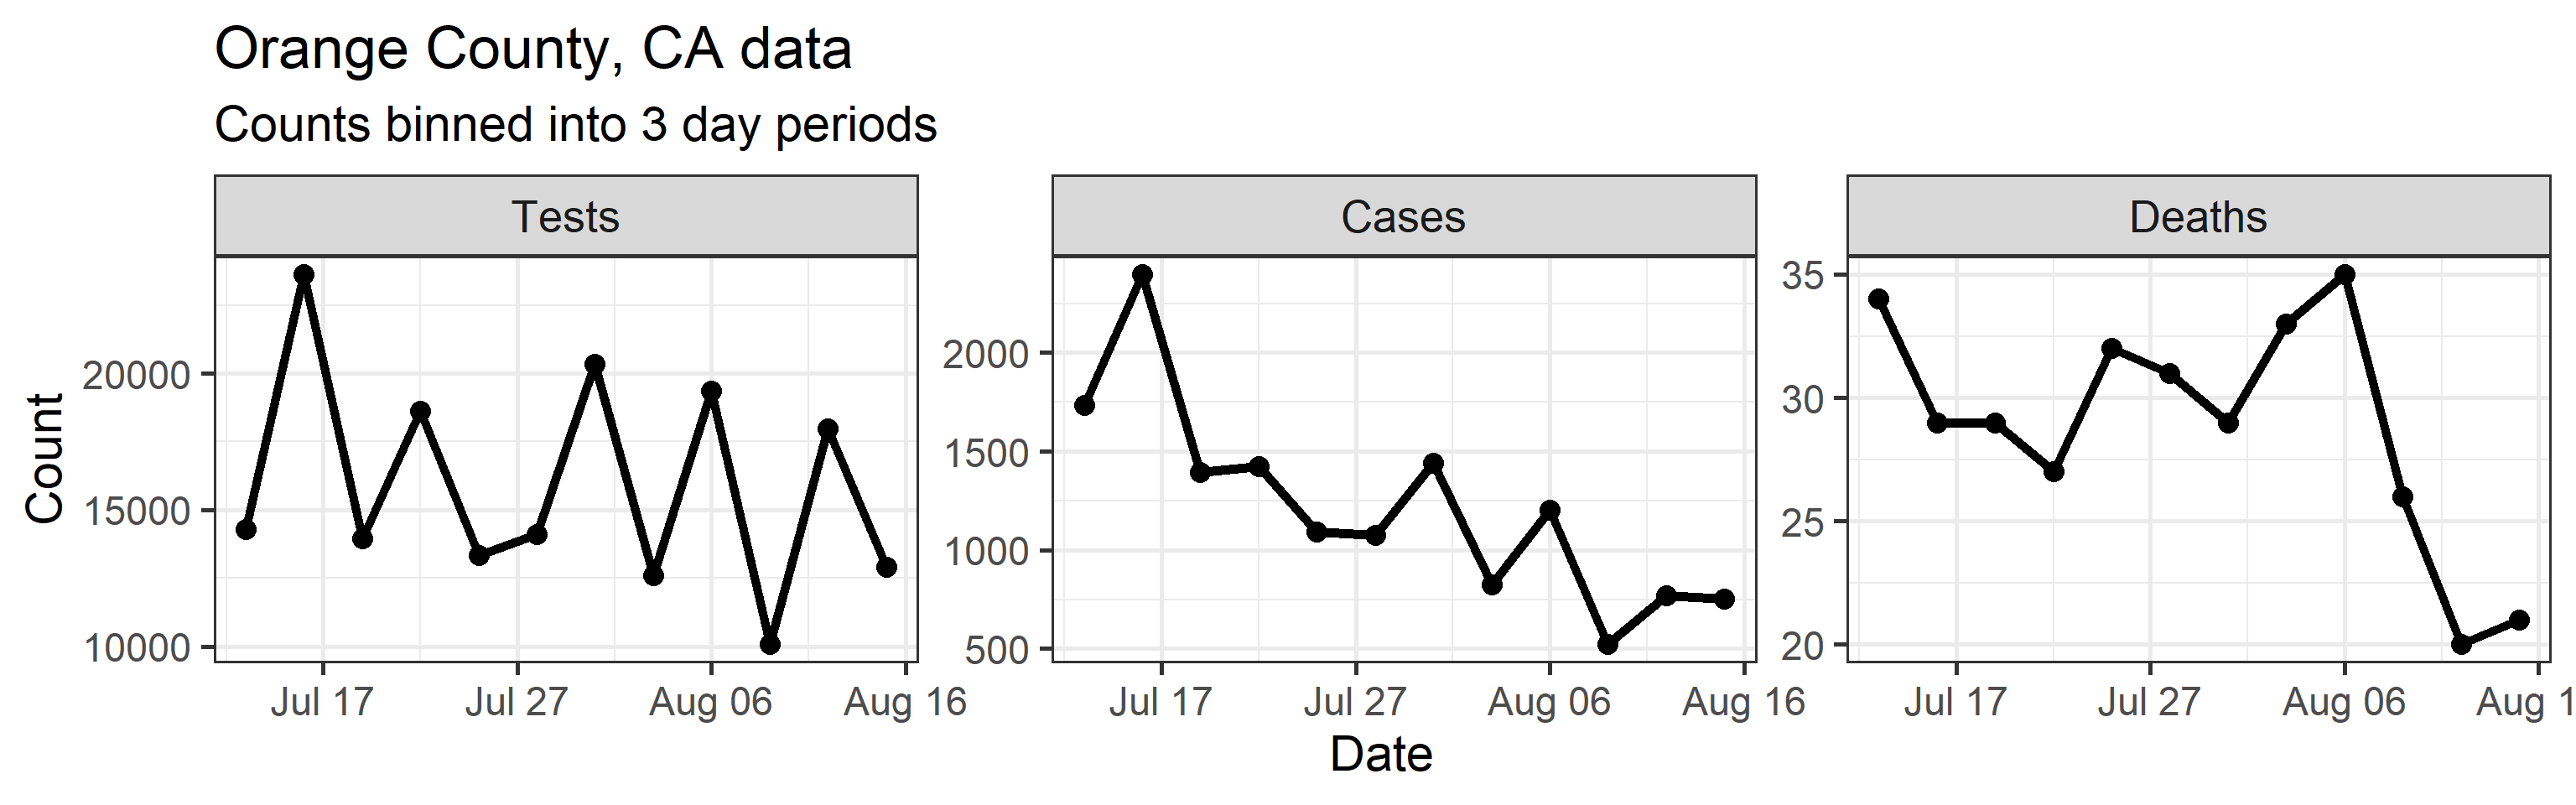 Orange County, CA data
Counts binned into 3 day periods
Tests
Cases
Deaths
Count
20000
15000
10000
2000
1500
1000
500
35
30
25
20
Jul 17
Jul 27
Aug 06
Aug 16
Jul 17
Jul 27
Aug 06
Aug 16
Jul 17
Jul 27
Aug 06
Aug 1
Date